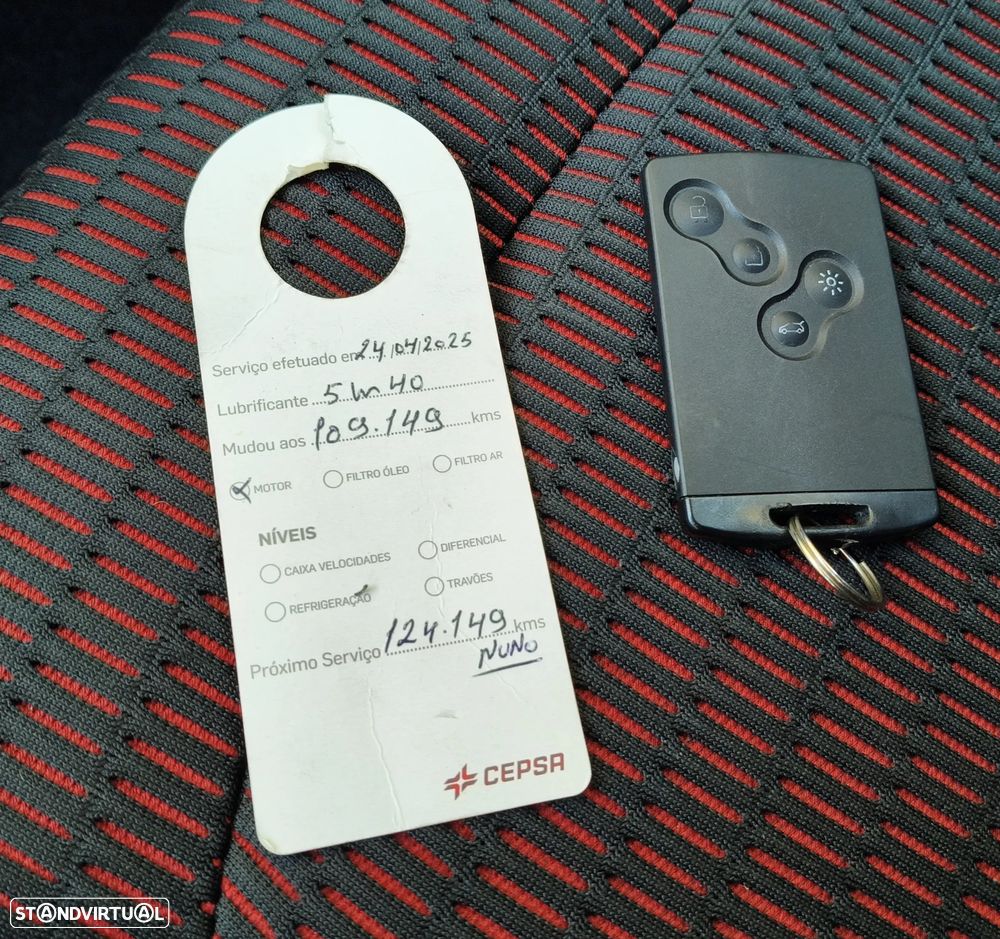 Serviço efetuado em 24/04/2025
Lubrificante 5W40
Mudou aos 109.149 kms
MOTOR FILTRO ÓLEO FILTRO AR
NÍVEIS
CAIXA VELOCIDADES DIFERENCIAL
REFRIGERAÇÃO TRAVÕES
Próximo Serviço 124.149 kms
NUNO
CEPSA
STANDVIRTUAL